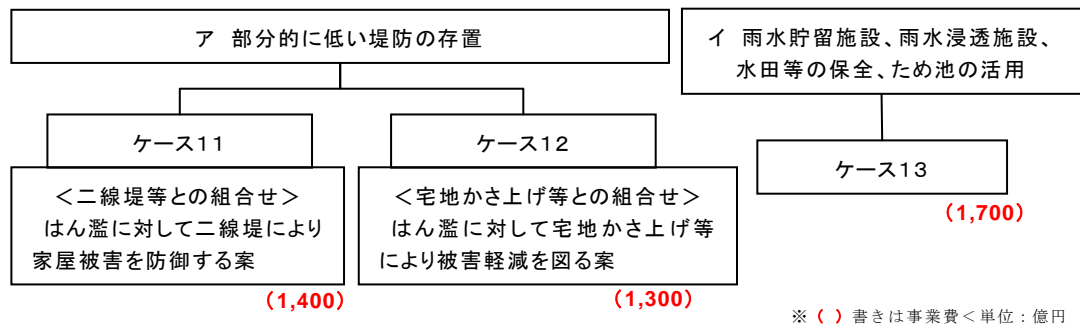 ア 部分的に低い堤防の存置
イ 雨水貯留施設、雨水浸透施設、
水田等の保全、ため池の活用
ケース11
<二線堤等との組合せ>
はん濫に対して二線堤により
家屋被害を防御する案
(1,400)
ケース12
<宅地かさ上げ等との組合せ>
はん濫に対して宅地かさ上げ等
により被害軽減を図る案
(1,300)
ケース13
(1,700)
※( )書きは事業費<単位:億円